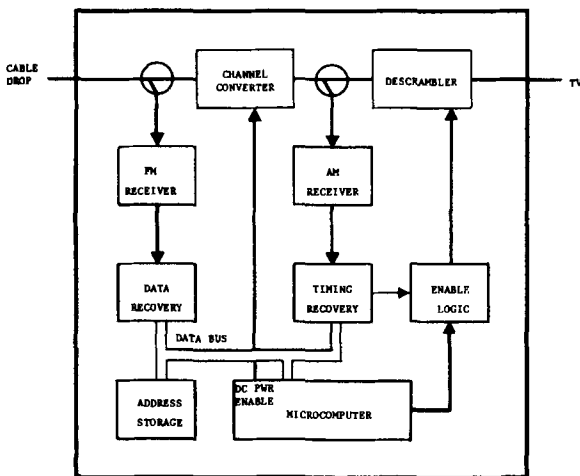 CABLE
DROP
CHANNEL
CONVERTER
DESCRAMBLER
TV
FM
RECEIVER
AM
RECEIVER
DATA
RECOVERY
TIMING
RECOVERY
ENABLE
LOGIC
DATA BUS
ADDRESS
STORAGE
DC PWR
ENABLE
MICROCOMPUTER